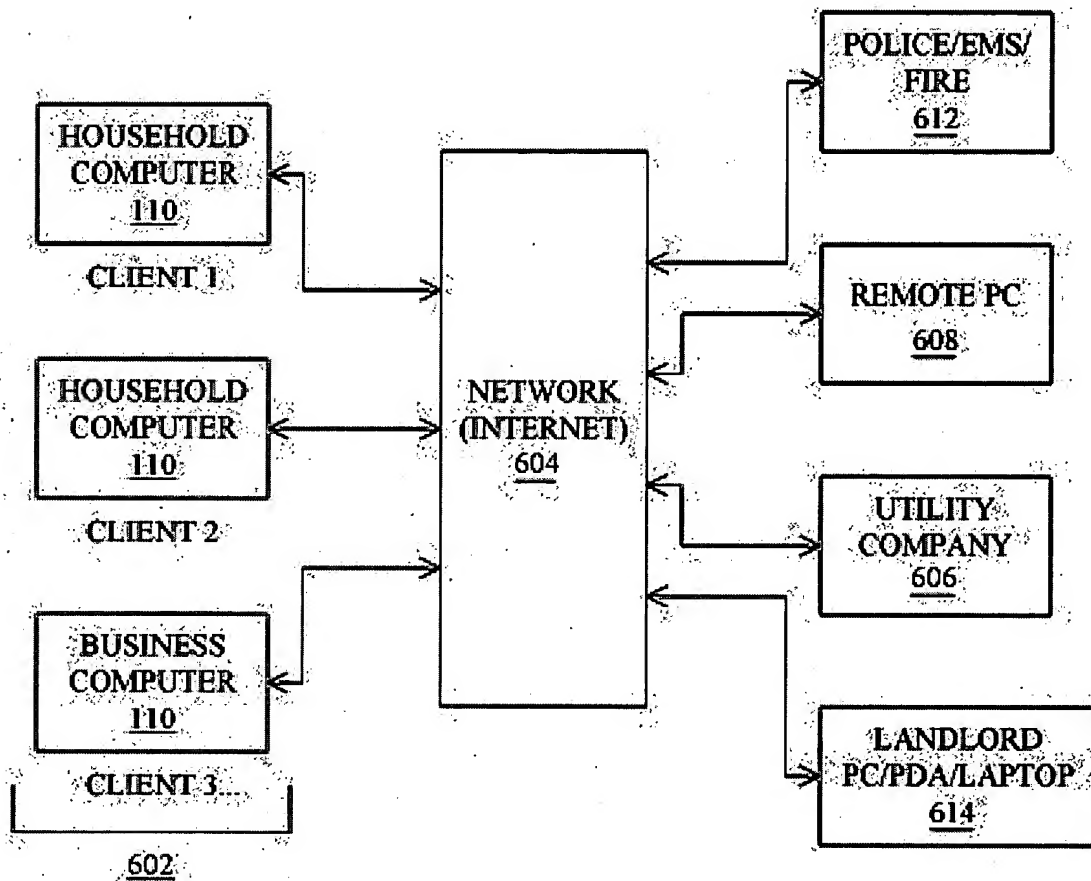 HOUSEHOLD
COMPUTER
110
CLIENT 1
HOUSEHOLD
COMPUTER
110
CLIENT 2
BUSINESS
COMPUTER
110
CLIENT 3...
602
NETWORK
(INTERNET)
604
POLICE/EMS/
FIRE
612
REMOTE PC
608
UTILITY
COMPANY
606
LANDLORD
PC/PDA/LAPTOP
614